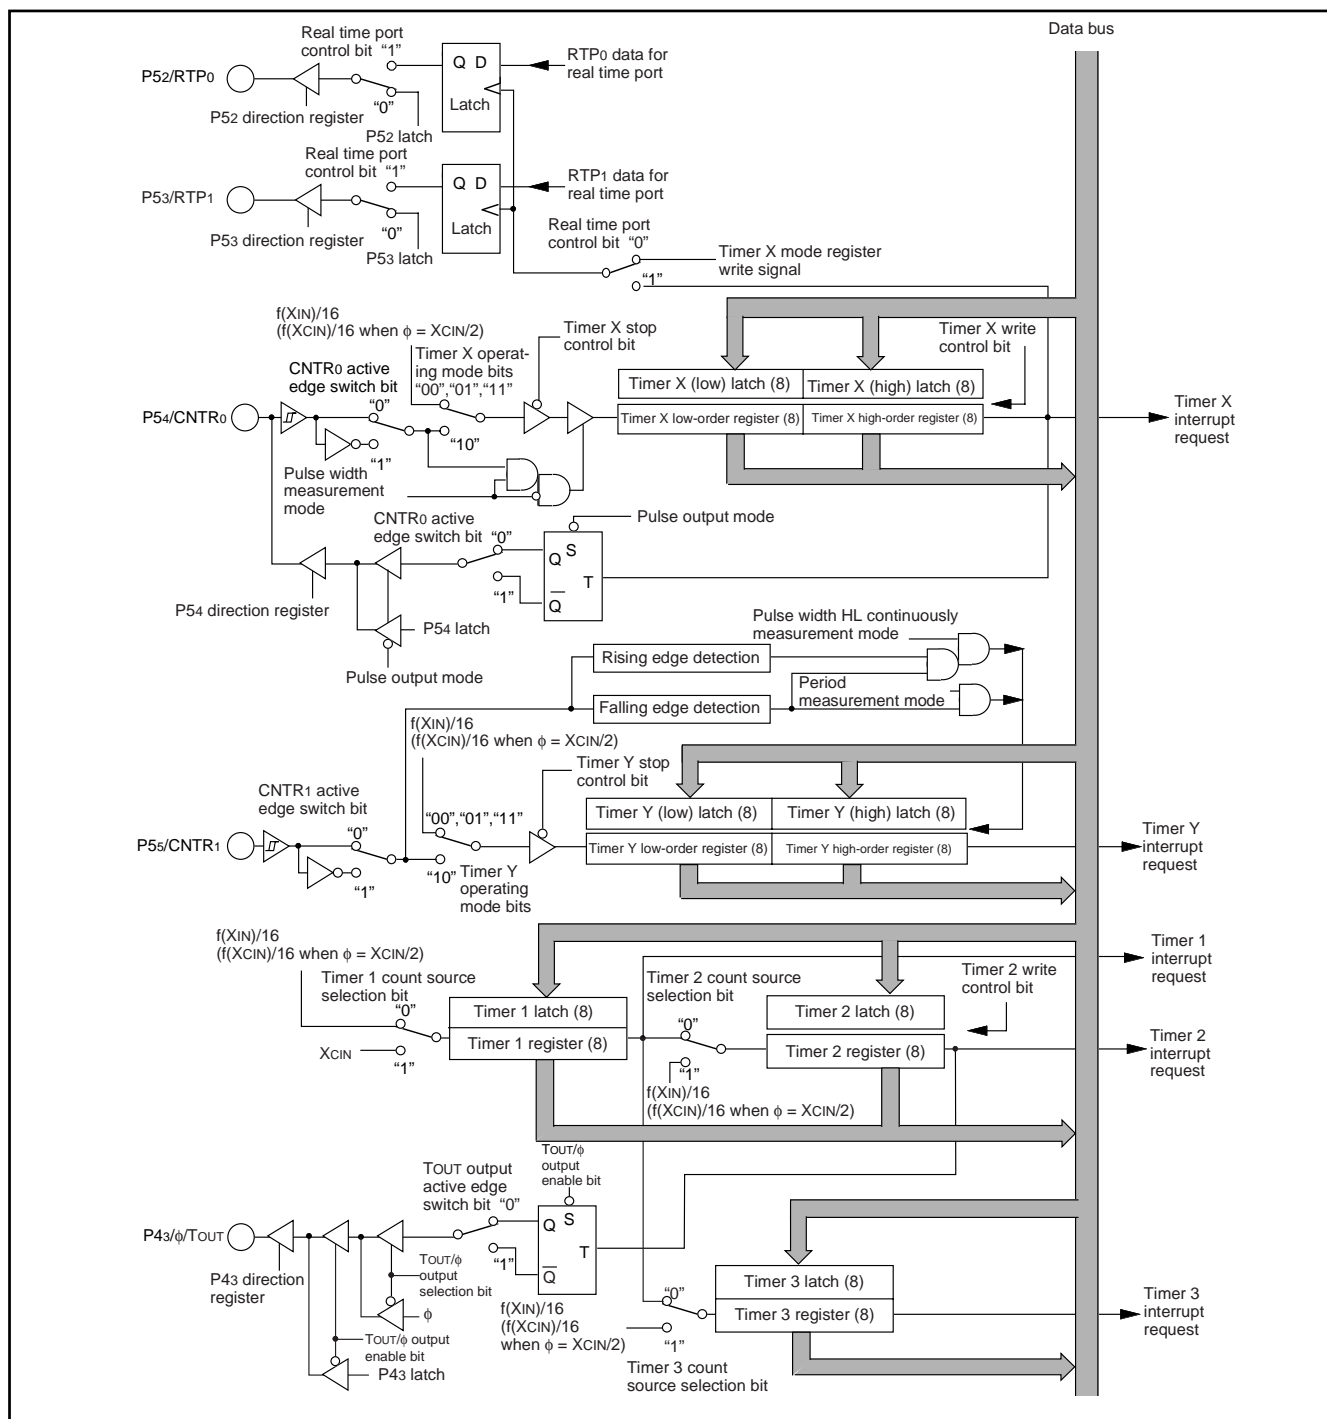 Data bus
Real time port
control bit “1”
P52/RTP0
Q D
Latch
RTP0 data for
real time port
“0”
P52 direction register
P52 latch
Real time port
control bit “1”
P53/RTP1
Q D
Latch
RTP1 data for
real time port
“0”
P53 direction register
P53 latch
Real time port
control bit “0”
Timer X mode register
write signal
“1”
f(XIN)/16
(f(XCIN)/16 when ϕ = XCIN/2)
Timer X stop
control bit
Timer X write
control bit
CNTR0 active
edge switch bit
Timer X operat-
ing mode bits
“00”,“01”,“11”
Timer X (low) latch (8)
Timer X (high) latch (8)
P54/CNTR0
“0”
Timer X low-order register (8)
Timer X high-order register (8)
Timer X
interrupt
request
“10”
“1”
Pulse width
measurement
mode
CNTR0 active
edge switch bit “0”
Pulse output mode
Q S
T
“1”
Q
P54 direction register
P54 latch
Pulse output mode
Pulse width HL continuously
measurement mode
Rising edge detection
Period
measurement mode
Falling edge detection
f(XIN)/16
(f(XCIN)/16 when ϕ = XCIN/2)
Timer Y stop
control bit
CNTR1 active
edge switch bit
“00”,“01”,“11”
Timer Y (low) latch (8)
Timer Y (high) latch (8)
P55/CNTR1
“0”
Timer Y low-order register (8)
Timer Y high-order register (8)
Timer Y
interrupt
request
“1”
“10”
Timer Y
operating
mode bits
f(XIN)/16
(f(XCIN)/16 when ϕ = XCIN/2)
Timer 1
interrupt
request
Timer 1 count source
selection bit
Timer 2 count source
selection bit
Timer 2 write
control bit
“0”
Timer 1 latch (8)
“0”
Timer 2 latch (8)
Timer 1 register (8)
Timer 2 register (8)
Timer 2
interrupt
request
XCIN
“1”
“1”
f(XIN)/16
(f(XCIN)/16 when ϕ = XCIN/2)
TOUT output
active edge
switch bit “0”
TOUT/ϕ
output
enable bit
P43/ϕ/TOUT
Q S
T
“1”
Q
P43 direction
register
TOUT/ϕ
output
selection bit
ϕ
Timer 3 latch (8)
“0”
Timer 3 register (8)
Timer 3
interrupt
request
f(XIN)/16
(f(XCIN)/16
when ϕ = XCIN/2)
“1”
TOUT/ϕ output
enable bit
P43 latch
Timer 3 count
source selection bit